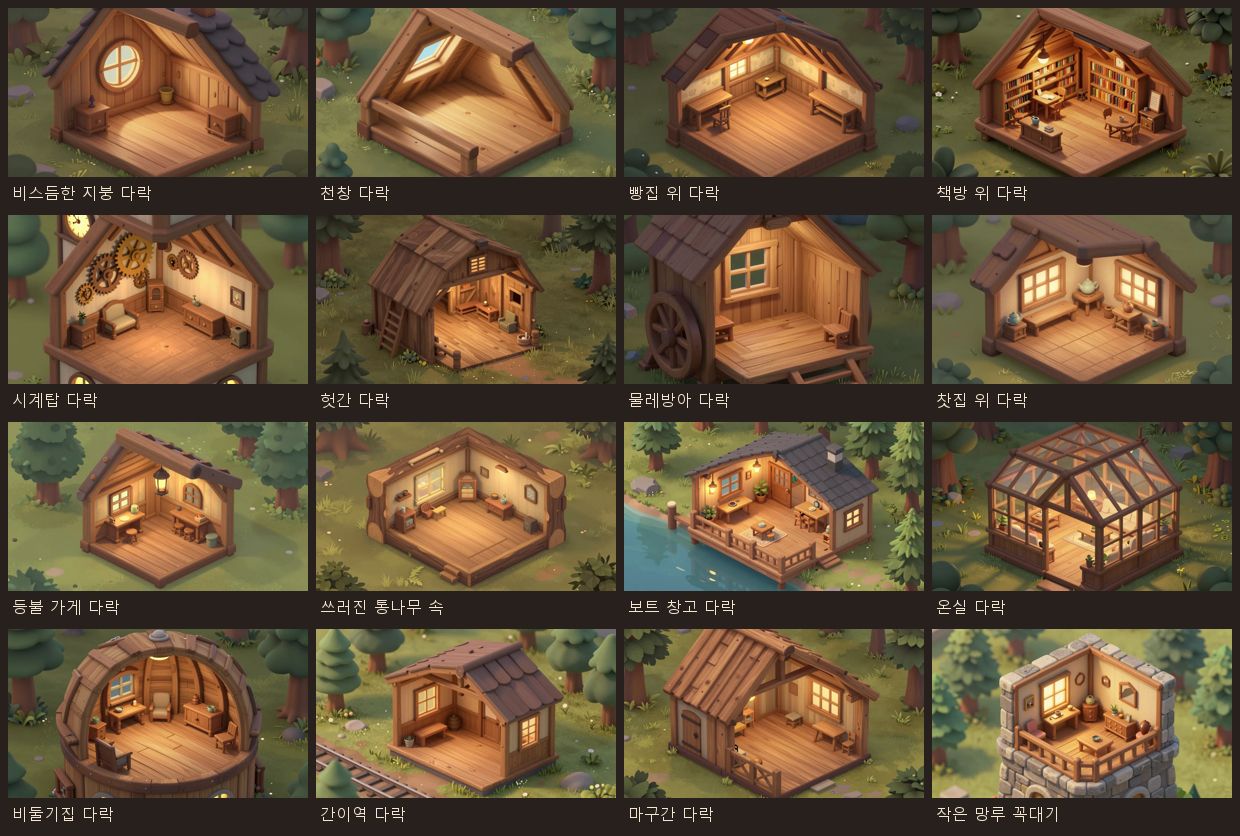 비스듬한 지붕 다락
천창 다락
빵집 위 다락
책방 위 다락
시계탑 다락
헛간 다락
물레방아 다락
찻집 위 다락
등불 가게 다락
쓰러진 통나무 속
보트 창고 다락
온실 다락
비둘기집 다락
간이역 다락
마구간 다락
작은 망루 꼭대기